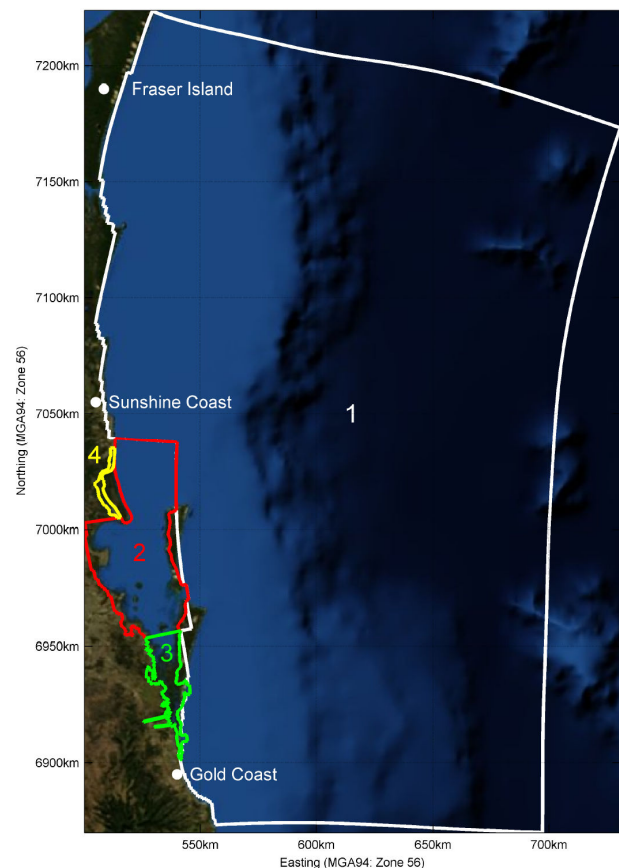 7200km
Fraser Island
7150km
7100km
7050km
Sunshine Coast
1
4
7000km
2
6950km
3
6900km
Gold Coast
550km
600km
650km
700km
Easting (MGA94: Zone 56)
Northing (MGA94: Zone 56)